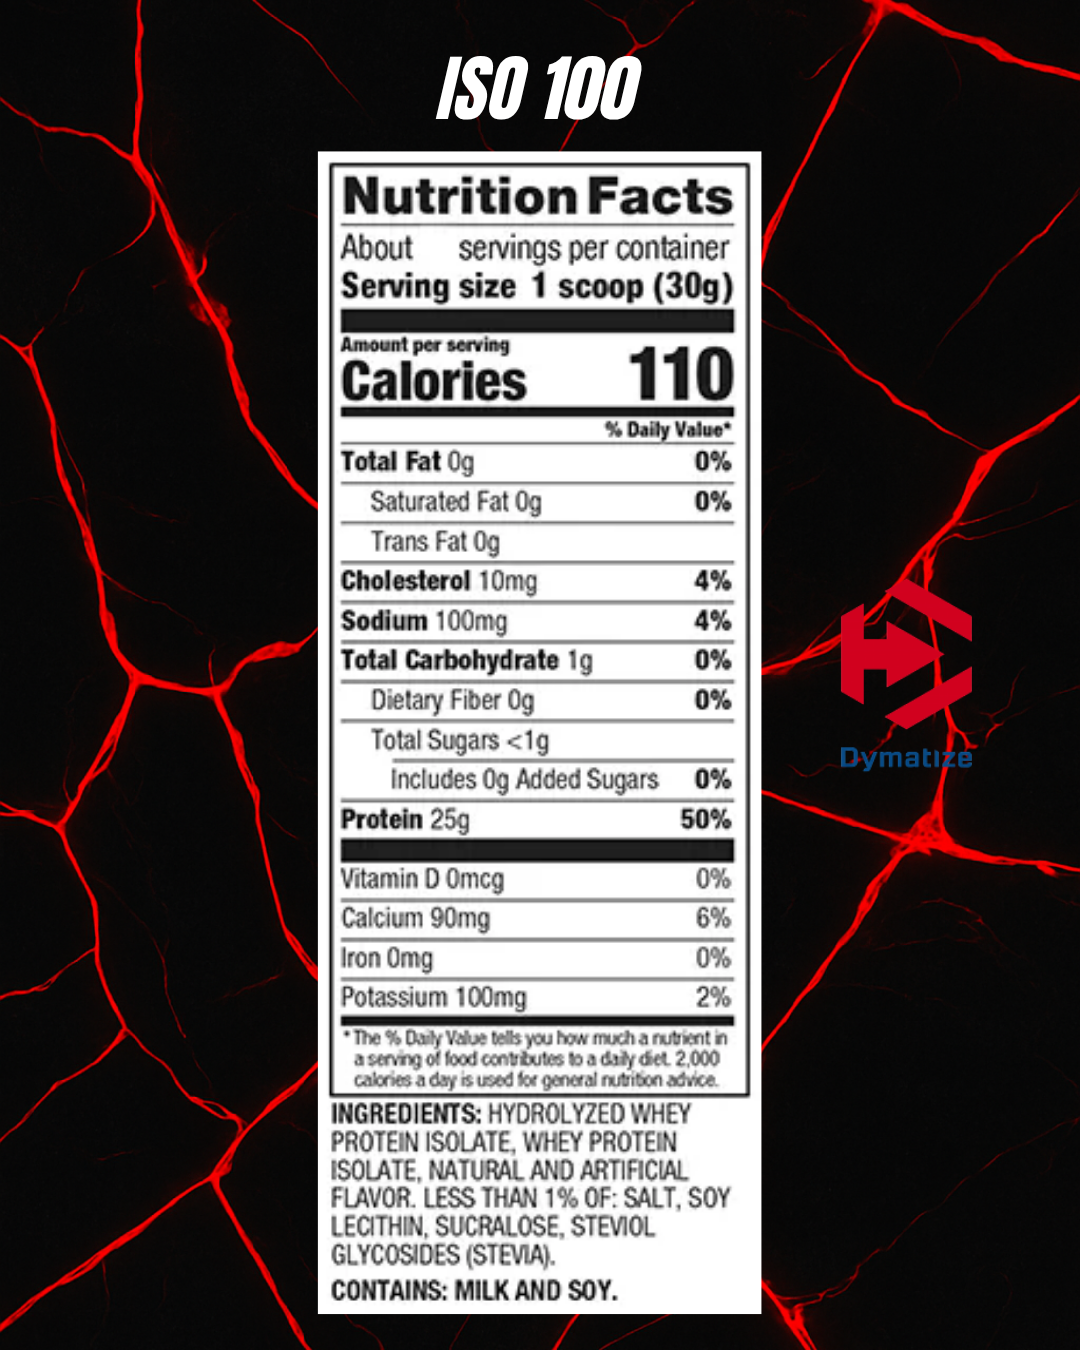 ISO 100
Nutrition Facts
About servings per container
Serving size 1 scoop (30g)
Amount per serving
Calories 110
% Daily Value*
Total Fat 0g 0%
Saturated Fat 0g 0%
Trans Fat 0g
Cholesterol 10mg 4%
Sodium 100mg 4%
Total Carbohydrate 1g 0%
Dietary Fiber 0g 0%
Total Sugars <1g
Includes 0g Added Sugars 0%
Protein 25g 50%
Vitamin D 0mcg 0%
Calcium 90mg 6%
Iron 0mg 0%
Potassium 100mg 2%
* The % Daily Value tells you how much a nutrient in
a serving of food contributes to a daily diet. 2,000
calories a day is used for general nutrition advice.
INGREDIENTS: HYDROLYZED WHEY
PROTEIN ISOLATE, WHEY PROTEIN
ISOLATE, NATURAL AND ARTIFICIAL
FLAVOR. LESS THAN 1% OF: SALT, SOY
LECITHIN, SUCRALOSE, STEVIOL
GLYCOSIDES (STEVIA).
CONTAINS: MILK AND SOY.
Dymatize